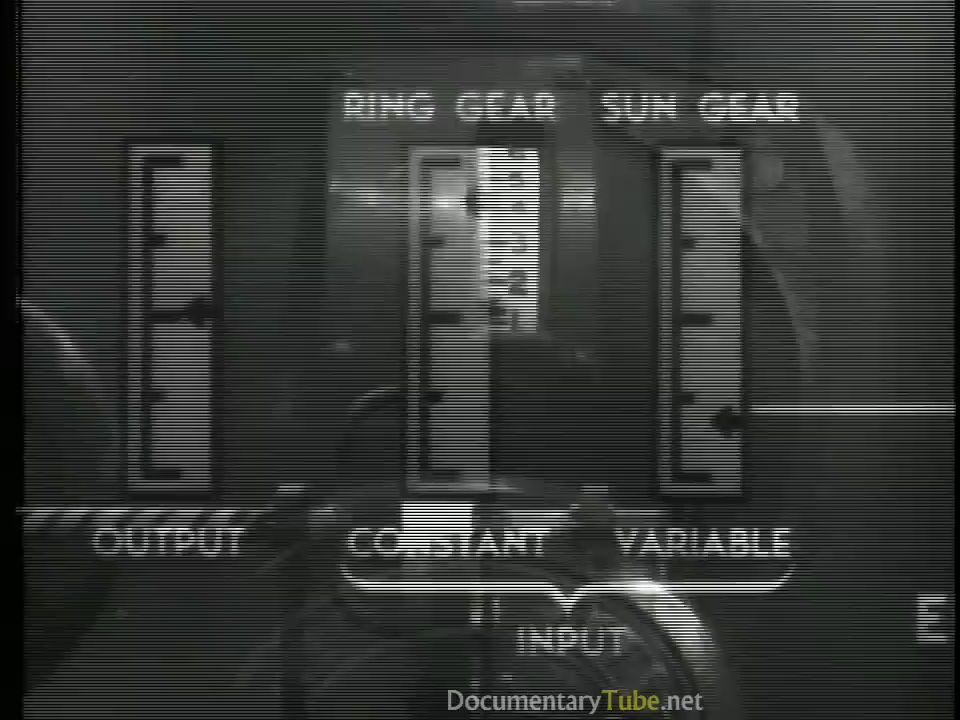 RING GEAR SUN GEAR
OUTPUT CONSTANT VARIABLE
INPUT
E
DocumentaryTube.net